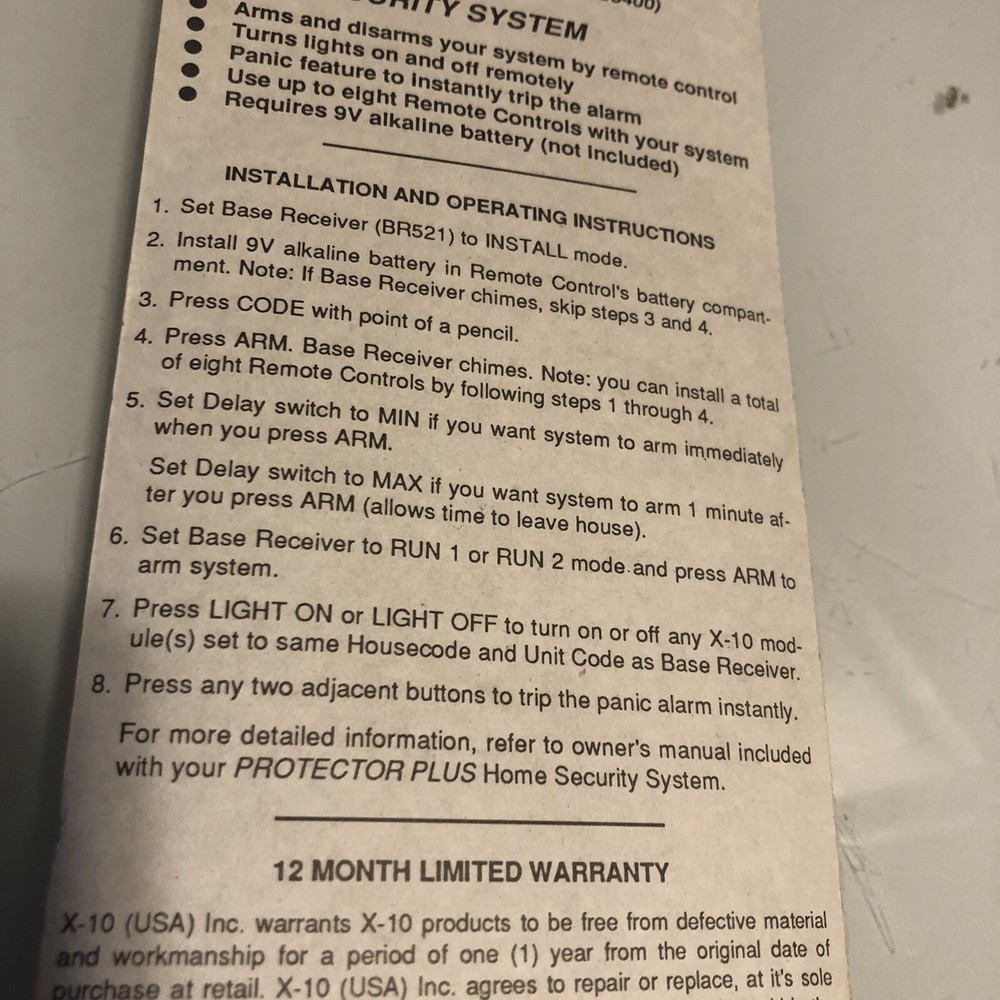 SYSTEM
● Arms and disarms your system by remote control
● Turns lights on and off remotely
● Panic feature to instantly trip the alarm
● Use up to eight Remote Controls with your system
● Requires 9V alkaline battery (not included)
INSTALLATION AND OPERATING INSTRUCTIONS
1. Set Base Receiver (BR521) to INSTALL mode.
2. Install 9V alkaline battery in Remote Control's battery compart-
ment. Note: If Base Receiver chimes, skip steps 3 and 4.
3. Press CODE with point of a pencil.
4. Press ARM. Base Receiver chimes. Note: you can install a total
of eight Remote Controls by following steps 1 through 4.
5. Set Delay switch to MIN if you want system to arm immediately
when you press ARM.
Set Delay switch to MAX if you want system to arm 1 minute af-
ter you press ARM (allows time to leave house).
6. Set Base Receiver to RUN 1 or RUN 2 mode and press ARM to
arm system.
7. Press LIGHT ON or LIGHT OFF to turn on or off any X-10 mod-
ule(s) set to same Housecode and Unit Code as Base Receiver.
8. Press any two adjacent buttons to trip the panic alarm instantly.
For more detailed information, refer to owner's manual included
with your PROTECTOR PLUS Home Security System.
12 MONTH LIMITED WARRANTY
X-10 (USA) Inc. warrants X-10 products to be free from defective material
and workmanship for a period of one (1) year from the original date of
purchase at retail. X-10 (USA) Inc. agrees to repair or replace, at it's sole